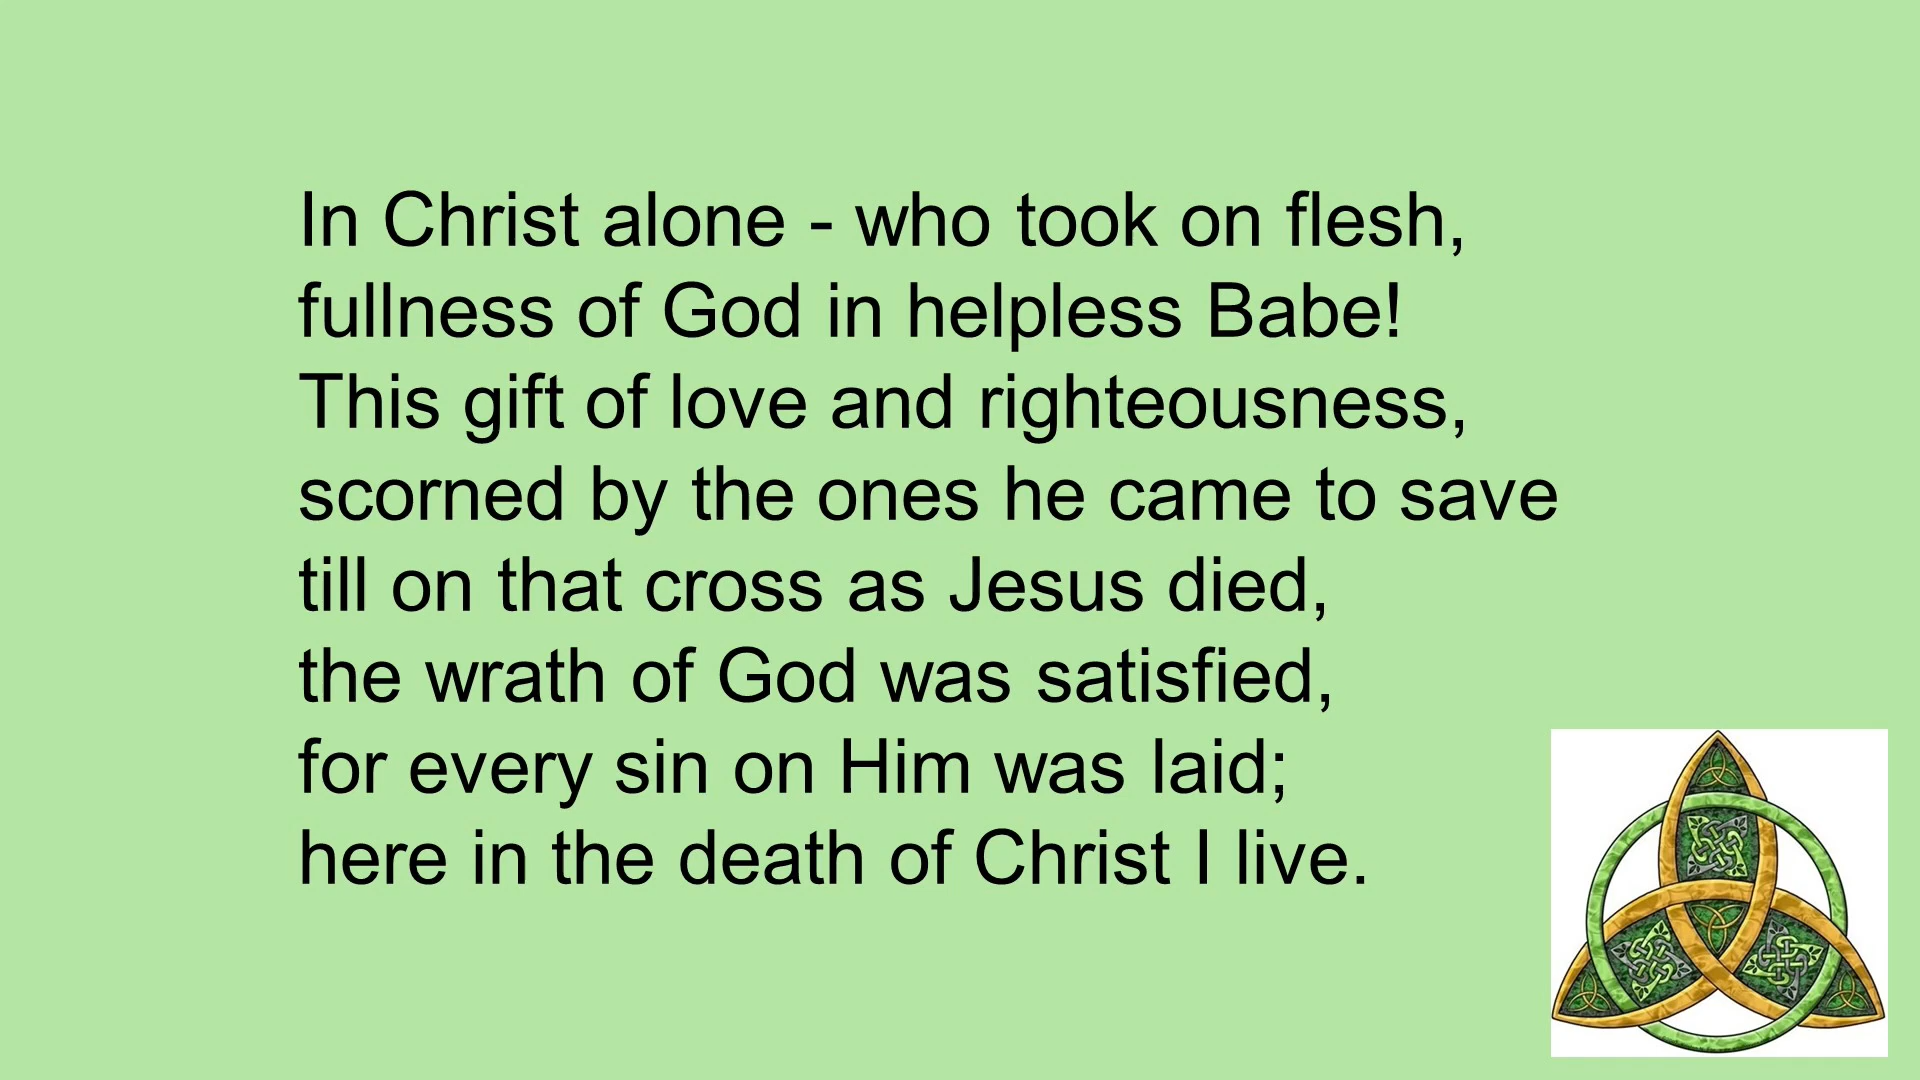 In Christ alone - who took on flesh,
fullness of God in helpless Babe!
This gift of love and righteousness,
scorned by the ones he came to save
till on that cross as Jesus died,
the wrath of God was satisfied,
for every sin on Him was laid;
here in the death of Christ I live.